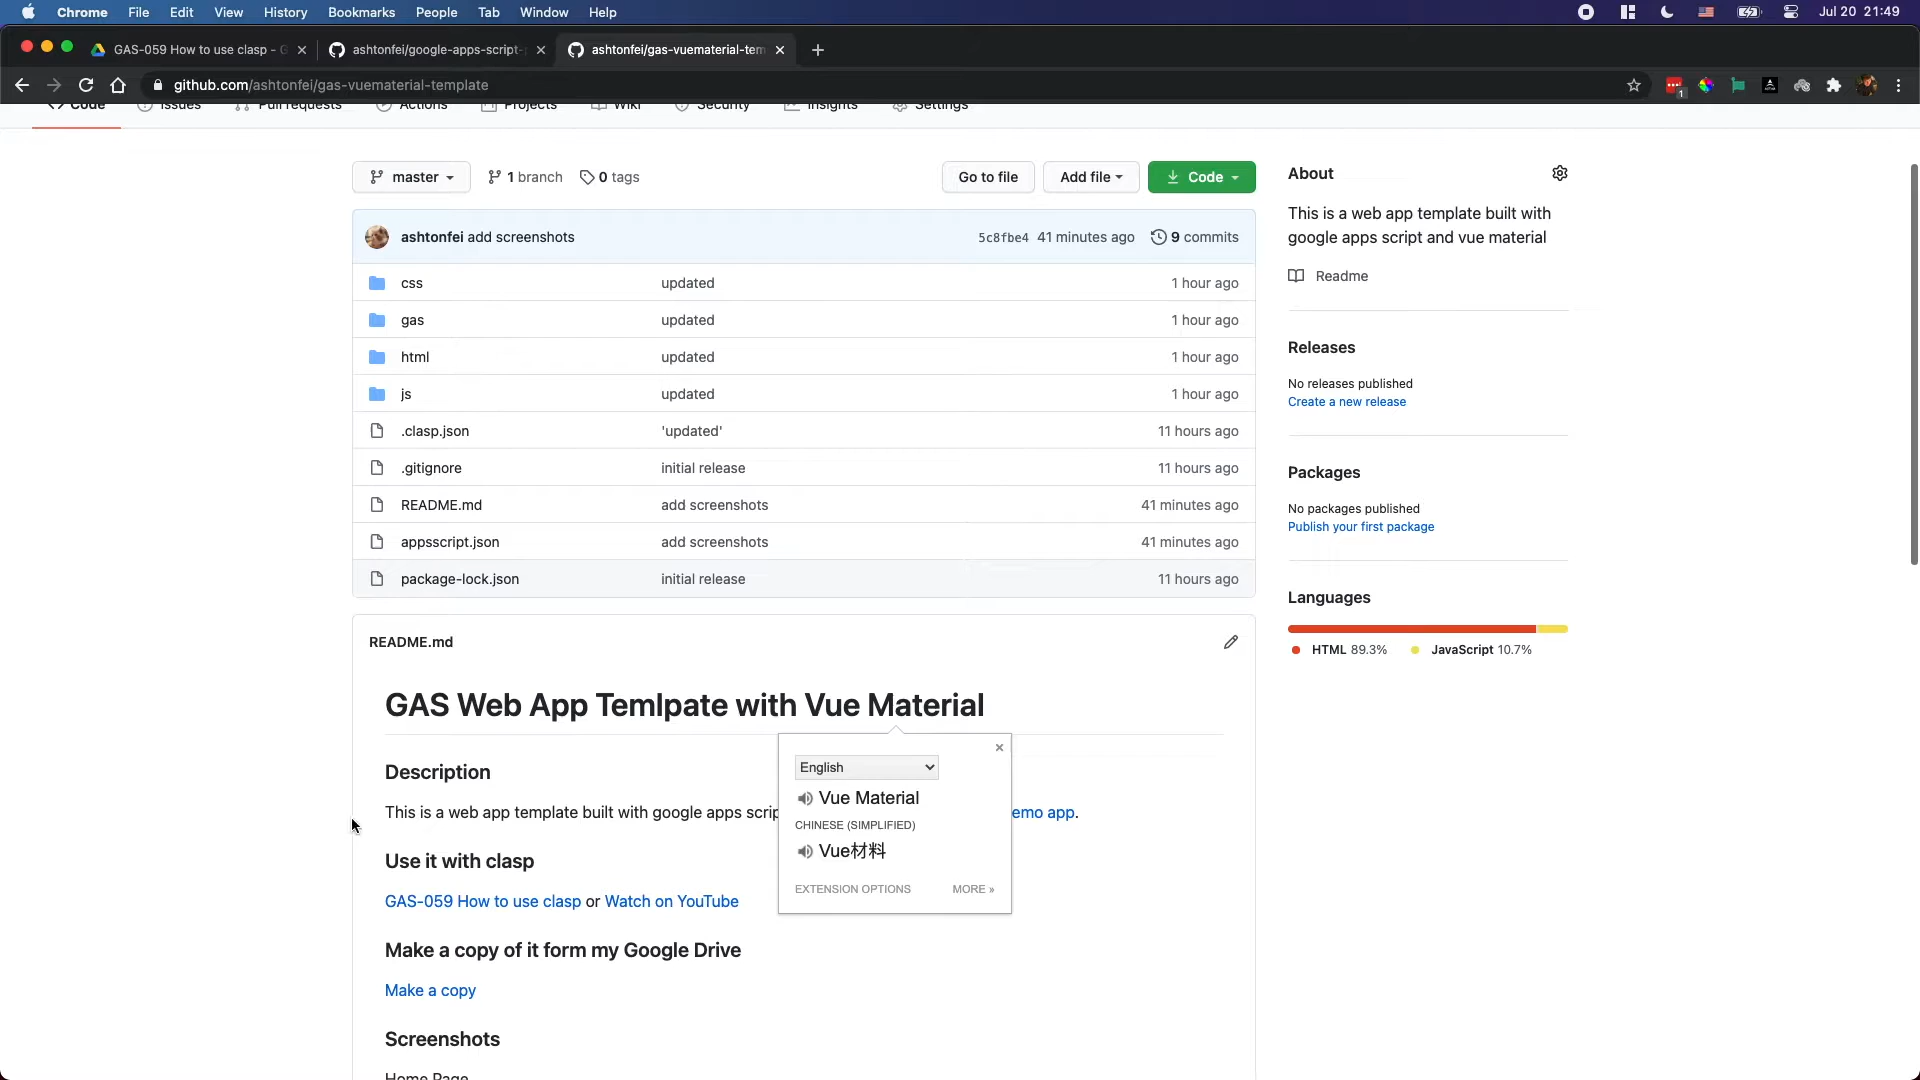 Chrome File Edit View History Bookmarks People Tab Window Help Jul 20 21:49
GAS-059 How to use clasp - G ashtonfei/google-apps-script- ashtonfei/gas-vuematerial-tem
github.com/ashtonfei/gas-vuematerial-template 1
Code Issues Pull requests Actions Projects Wiki Security Insights Settings
master 1 branch 0 tags Go to file Add file Code
ashtonfei add screenshots 5c8fbe4 41 minutes ago 9 commits
css updated 1 hour ago
gas updated 1 hour ago
html updated 1 hour ago
js updated 1 hour ago
.clasp.json 'updated' 11 hours ago
.gitignore initial release 11 hours ago
README.md add screenshots 41 minutes ago
appsscript.json add screenshots 41 minutes ago
package-lock.json initial release 11 hours ago
README.md
GAS Web App Temlpate with Vue Material
Description
This is a web app template built with google apps scrip emo app.
Use it with clasp
GAS-059 How to use clasp or Watch on YouTube
Make a copy of it form my Google Drive
Make a copy
Screenshots
Home Page
English
Vue Material
CHINESE (SIMPLIFIED)
Vue材料
EXTENSION OPTIONS MORE »
About
This is a web app template built with
google apps script and vue material
Readme
Releases
No releases published
Create a new release
Packages
No packages published
Publish your first package
Languages
HTML 89.3% JavaScript 10.7%